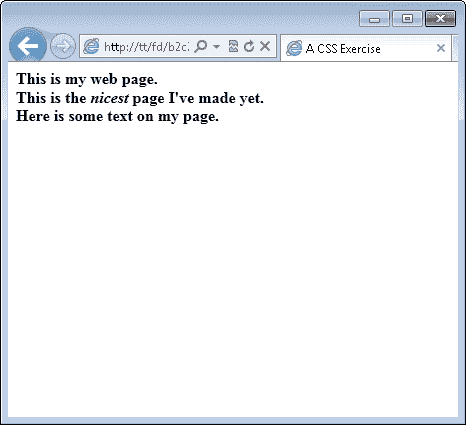 http://tt/fd/b2c
A CSS Exercise
This is my web page.
This is the nicest page I've made yet.
Here is some text on my page.